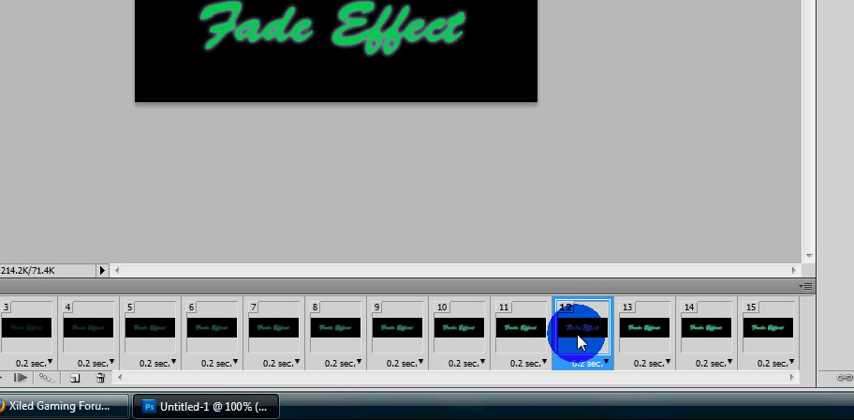 Fade Effect
214.2K/71.4K
3 4 5 6 7 8 9 10 11 12 13 14 15
0.2 sec. 0.2 sec. 0.2 sec. 0.2 sec. 0.2 sec. 0.2 sec. 0.2 sec. 0.2 sec. 0.2 sec. 0.2 sec. 0.2 sec. 0.2 sec. 0.2 sec.
Xiled Gaming Foru... Ps Untitled-1 @ 100% (...